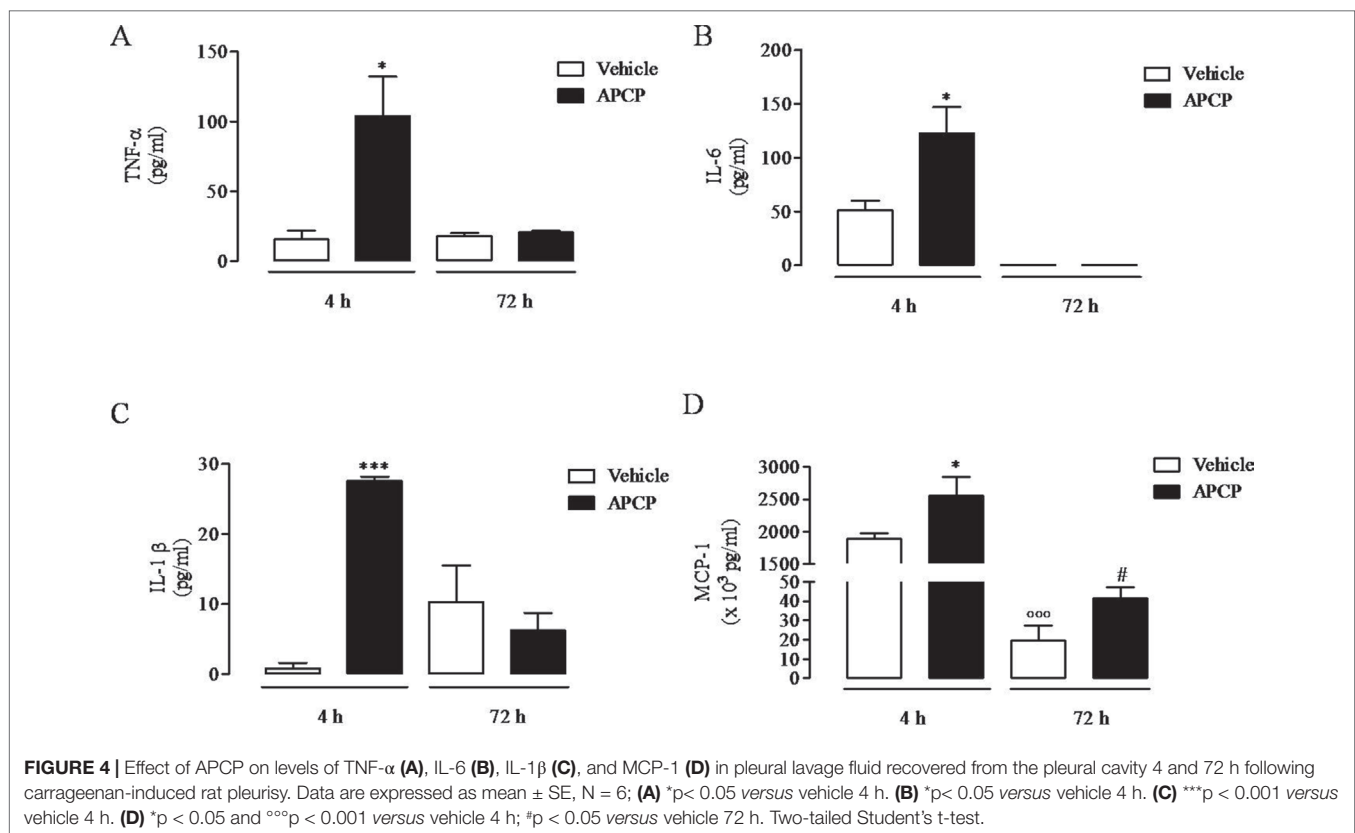 A
150
100
50
0
TNF-α
(pg/ml)
*
Vehicle
APCP
4 h
72 h
B
200
150
100
50
0
IL-6
(pg/ml)
*
Vehicle
APCP
4 h
72 h
C
30
20
10
0
IL-1 β
(pg/ml)
***
Vehicle
APCP
4 h
72 h
D
3000
2500
2000
1500
50
40
30
20
10
0
MCP-1
(x 10³ pg/ml)
*
°°°
#
Vehicle
APCP
4 h
72 h
FIGURE 4 | Effect of APCP on levels of TNF-α (A), IL-6 (B), IL-1β (C), and MCP-1 (D) in pleural lavage fluid recovered from the pleural cavity 4 and 72 h following
carrageenan-induced rat pleurisy. Data are expressed as mean ± SE, N = 6; (A) *p< 0.05 versus vehicle 4 h. (B) *p< 0.05 versus vehicle 4 h. (C) ***p < 0.001 versus
vehicle 4 h. (D) *p < 0.05 and °°°p < 0.001 versus vehicle 4 h; #p < 0.05 versus vehicle 72 h. Two-tailed Student's t-test.